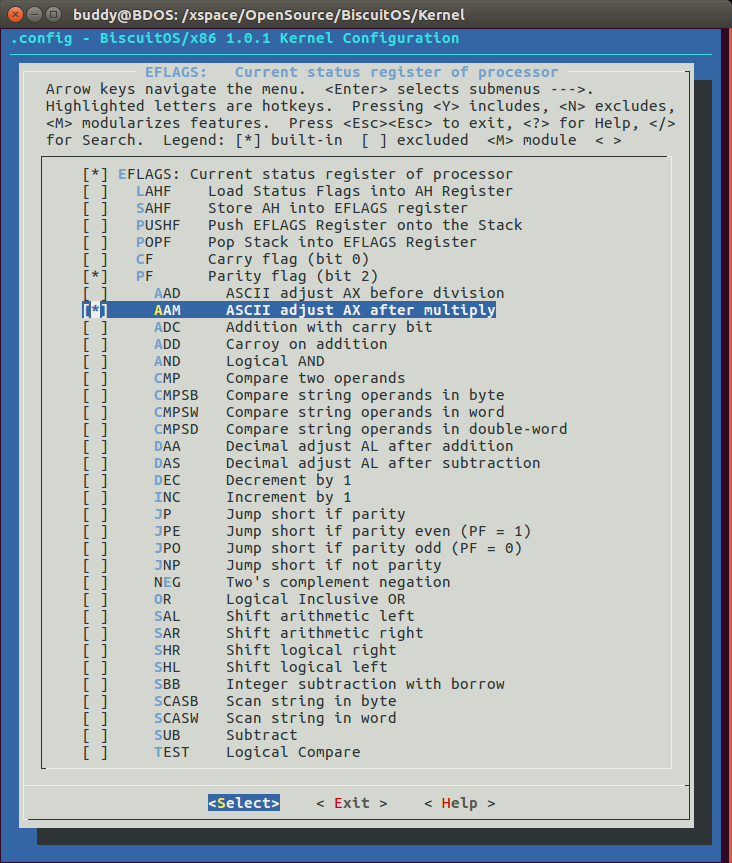 buddy@BDOS: /xspace/OpenSource/BiscuitOS/Kernel
.config - BiscuitOS/x86 1.0.1 Kernel Configuration
EFLAGS:   Current status register of processor
Arrow keys navigate the menu.  <Enter> selects submenus --->.
Highlighted letters are hotkeys.  Pressing <Y> includes, <N> excludes,
<M> modularizes features.  Press <Esc><Esc> to exit, <?> for Help, </>
for Search.  Legend: [*] built-in  [ ] excluded  <M> module  < >
[*] EFLAGS: Current status register of processor
[ ]   LAHF    Load Status Flags into AH Register
[ ]   SAHF    Store AH into EFLAGS register
[ ]   PUSHF   Push EFLAGS Register onto the Stack
[ ]   POPF    Pop Stack into EFLAGS Register
[ ]   CF      Carry flag (bit 0)
[*]   PF      Parity flag (bit 2)
[ ]     AAD     ASCII adjust AX before division
[*]     AAM     ASCII adjust AX after multiply
[ ]     ADC     Addition with carry bit
[ ]     ADD     Carroy on addition
[ ]     AND     Logical AND
[ ]     CMP     Compare two operands
[ ]     CMPSB   Compare string operands in byte
[ ]     CMPSW   Compare string operands in word
[ ]     CMPSD   Compare string operands in double-word
[ ]     DAA     Decimal adjust AL after addition
[ ]     DAS     Decimal adjust AL after subtraction
[ ]     DEC     Decrement by 1
[ ]     INC     Increment by 1
[ ]     JP      Jump short if parity
[ ]     JPE     Jump short if parity even (PF = 1)
[ ]     JPO     Jump short if parity odd (PF = 0)
[ ]     JNP     Jump short if not parity
[ ]     NEG     Two's complement negation
[ ]     OR      Logical Inclusive OR
[ ]     SAL     Shift arithmetic left
[ ]     SAR     Shift arithmetic right
[ ]     SHR     Shift logical right
[ ]     SHL     Shift logical left
[ ]     SBB     Integer subtraction with borrow
[ ]     SCASB   Scan string in byte
[ ]     SCASW   Scan string in word
[ ]     SUB     Subtract
[ ]     TEST    Logical Compare
<Select>    < Exit >    < Help >